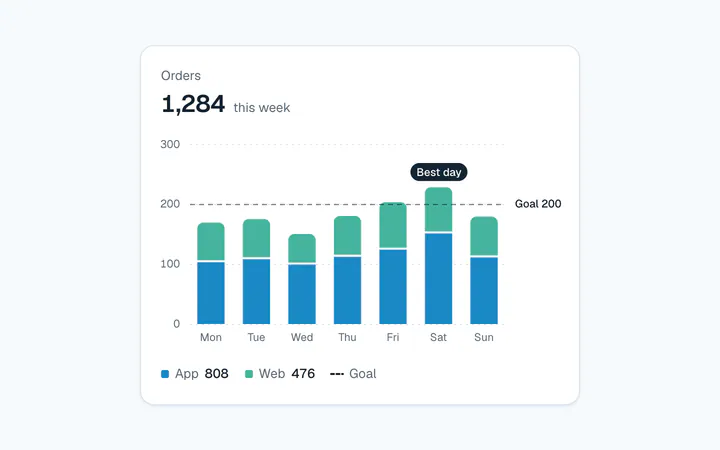 Orders
1,284 this week
300
Best day
200
Goal 200
100
0
Mon Tue Wed Thu Fri Sat Sun
App 808 Web 476 Goal